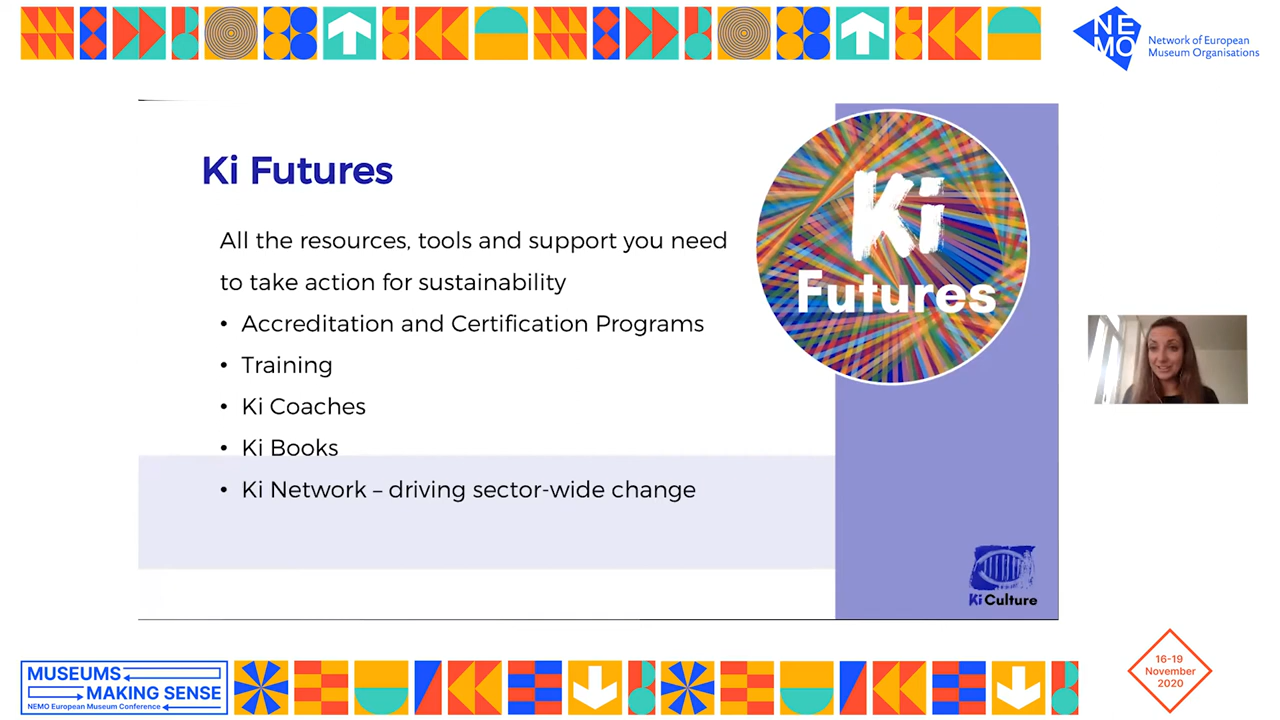 NE
MO
Network of European
Museum Organisations
Ki Futures
All the resources, tools and support you need
to take action for sustainability
• Accreditation and Certification Programs
• Training
• Ki Coaches
• Ki Books
• Ki Network – driving sector-wide change
Ki
Futures
Ki Culture
MUSEUMS
MAKING SENSE
NEMO European Museum Conference
16-19
November
2020